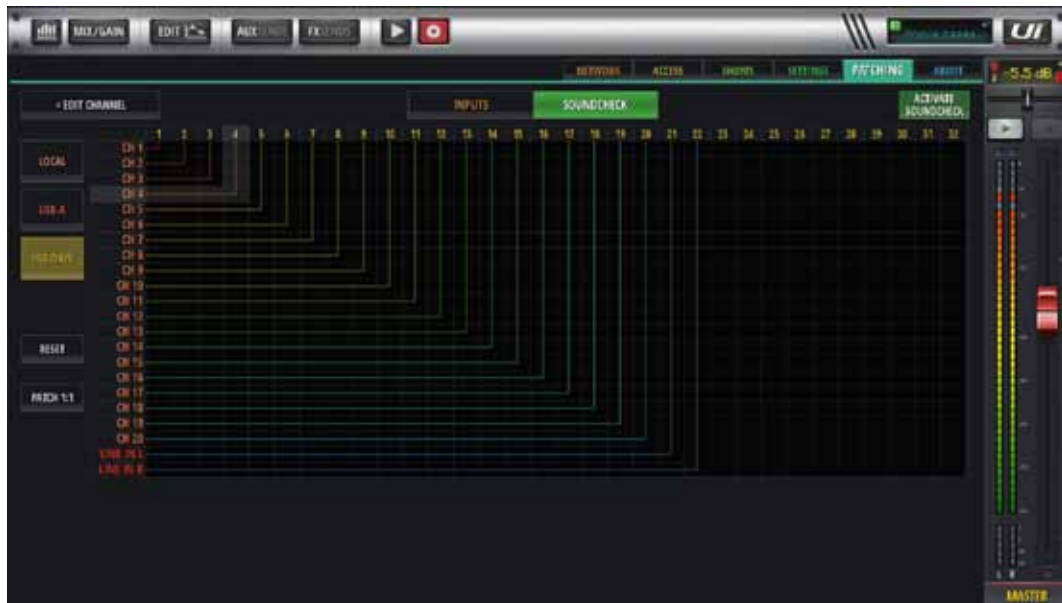 MIX/GAIN EDIT AUX SENDS FX SENDS Ui
NETWORK ACCESS SHOWS SETTINGS PATCHING ABOUT -5.5 dB
< EDIT CHANNEL INPUTS SOUNDCHECK ACTIVATE
SOUNDCHECK
1 2 3 4 5 6 7 8 9 10 11 12 13 14 15 16 17 18 19 20 21 22 23 24 25 26 27 28 29 30 31 32
LOCAL
USB-A
RESET
PATCH 1:1
CH 1
CH 2
CH 3
CH 4
CH 5
CH 6
CH 7
CH 8
CH 9
CH 10
CH 11
CH 12
CH 13
CH 14
CH 15
CH 16
CH 17
CH 18
CH 19
CH 20
LINE IN L
LINE IN R
L R
MASTER